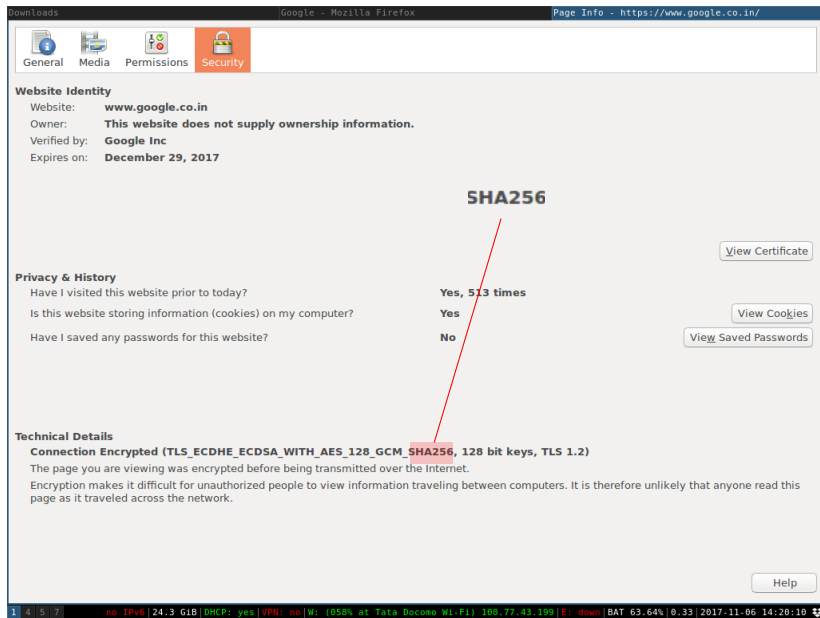 Downloads Google - Mozilla Firefox Page Info - https://www.google.co.in/
General Media Permissions Security
Website Identity
Website: www.google.co.in
Owner: This website does not supply ownership information.
Verified by: Google Inc
Expires on: December 29, 2017
SHA256
View Certificate
Privacy & History
Have I visited this website prior to today? Yes, 513 times
Is this website storing information (cookies) on my computer? Yes View Cookies
Have I saved any passwords for this website? No View Saved Passwords
Technical Details
Connection Encrypted (TLS_ECDHE_ECDSA_WITH_AES_128_GCM_SHA256, 128 bit keys, TLS 1.2)
The page you are viewing was encrypted before being transmitted over the Internet.
Encryption makes it difficult for unauthorized people to view information traveling between computers. It is therefore unlikely that anyone read this
page as it traveled across the network.
Help
1 4 5 7 no IPv6|24.3 GiB|DHCP: yes|VPN: no|W: (058% at Tata Docomo Wi-Fi) 100.77.43.199|E: down|BAT 63.64%|0.33|2017-11-06 14:20:10